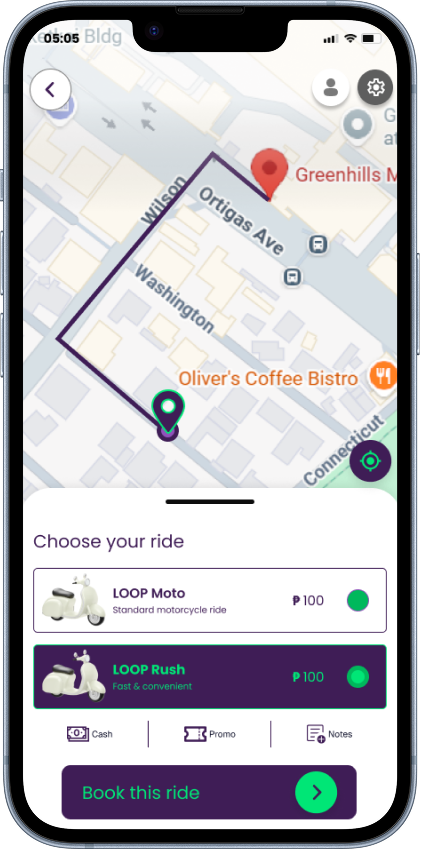 Bldg
05:05
G
at
Greenhills M
Wilson
Ortigas Ave
Washington
Oliver's Coffee Bistro
Connecticut
Choose your ride
LOOP Moto
Standard motorcycle ride
₱ 100
LOOP Rush
Fast & convenient
₱ 100
Cash
Promo
Notes
Book this ride